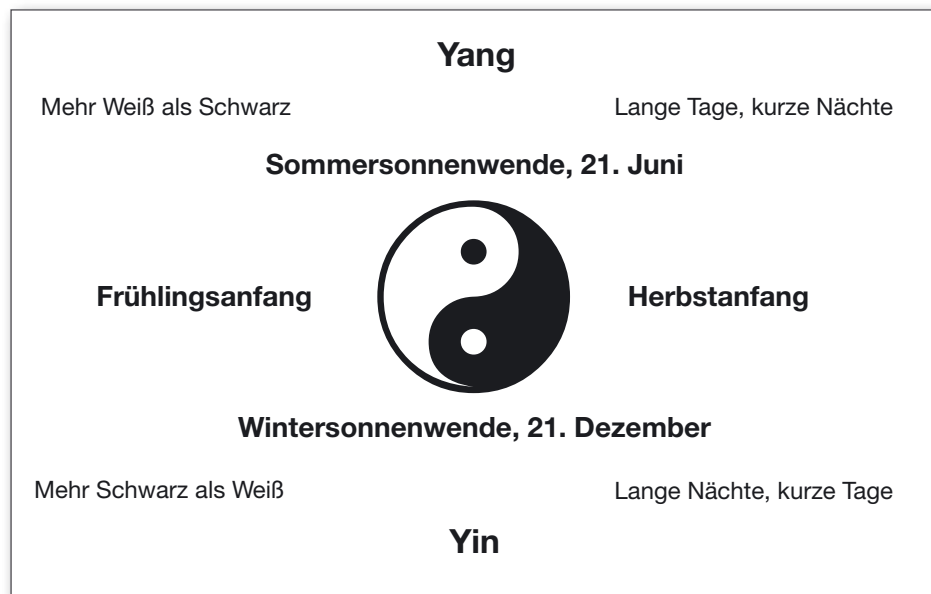 Yang
Mehr Weiß als Schwarz
Lange Tage, kurze Nächte
Sommersonnenwende, 21. Juni
Frühlingsanfang
Herbstanfang
Wintersonnenwende, 21. Dezember
Mehr Schwarz als Weiß
Lange Nächte, kurze Tage
Yin